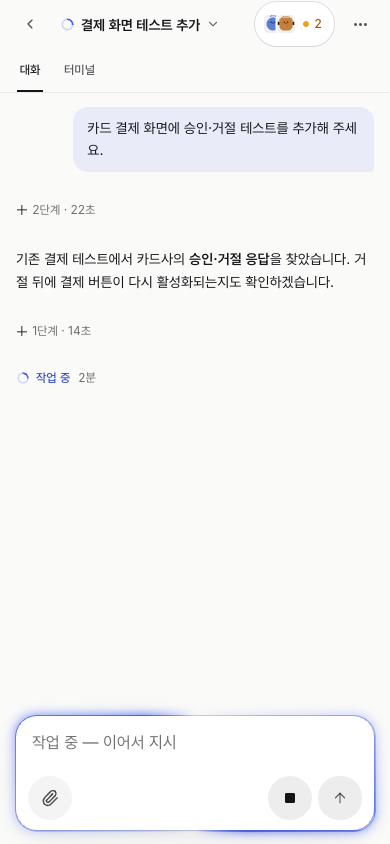 결제 화면 테스트 추가
2
대화 터미널
카드 결제 화면에 승인·거절 테스트를 추가해 주세
요.
2단계 · 22초
기존 결제 테스트에서 카드사의 승인·거절 응답을 찾았습니다. 거
절 뒤에 결제 버튼이 다시 활성화되는지도 확인하겠습니다.
1단계 · 14초
작업 중 2분
작업 중 — 이어서 지시